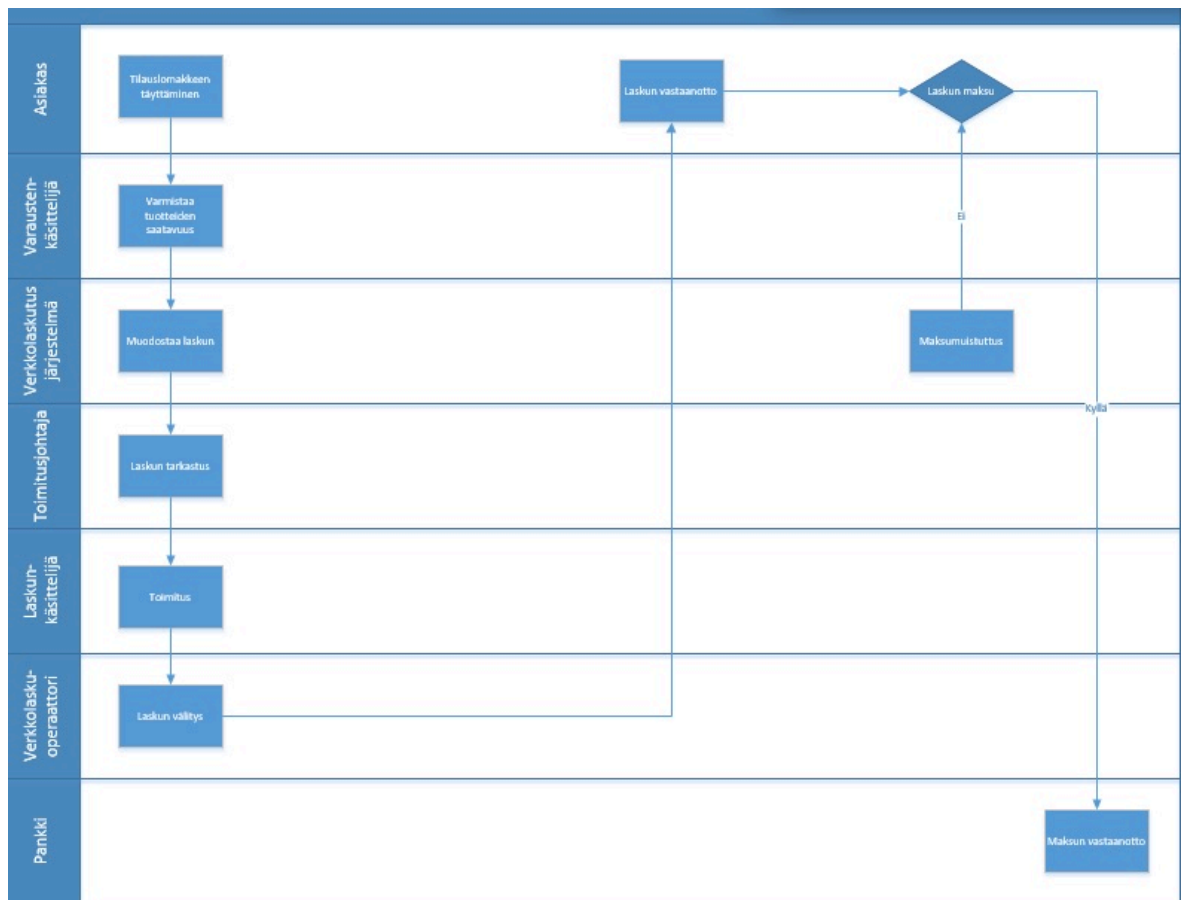 Asiakas
Tilauslomakkeen
täyttäminen
Laskun vastaanotto
Laskun maksu
Varausten-
käsittelijä
Varmistaa
tuotteiden
saatavuus
Ei
Verkkolaskutus
järjestelmä
Muodostaa laskun
Maksumuistuttus
Kyllä
Toimitusjohtaja
Laskun tarkastus
Laskun-
käsittelijä
Toimitus
Verkkolasku-
operaattori
Laskun välitys
Pankki
Maksun vastaanotto